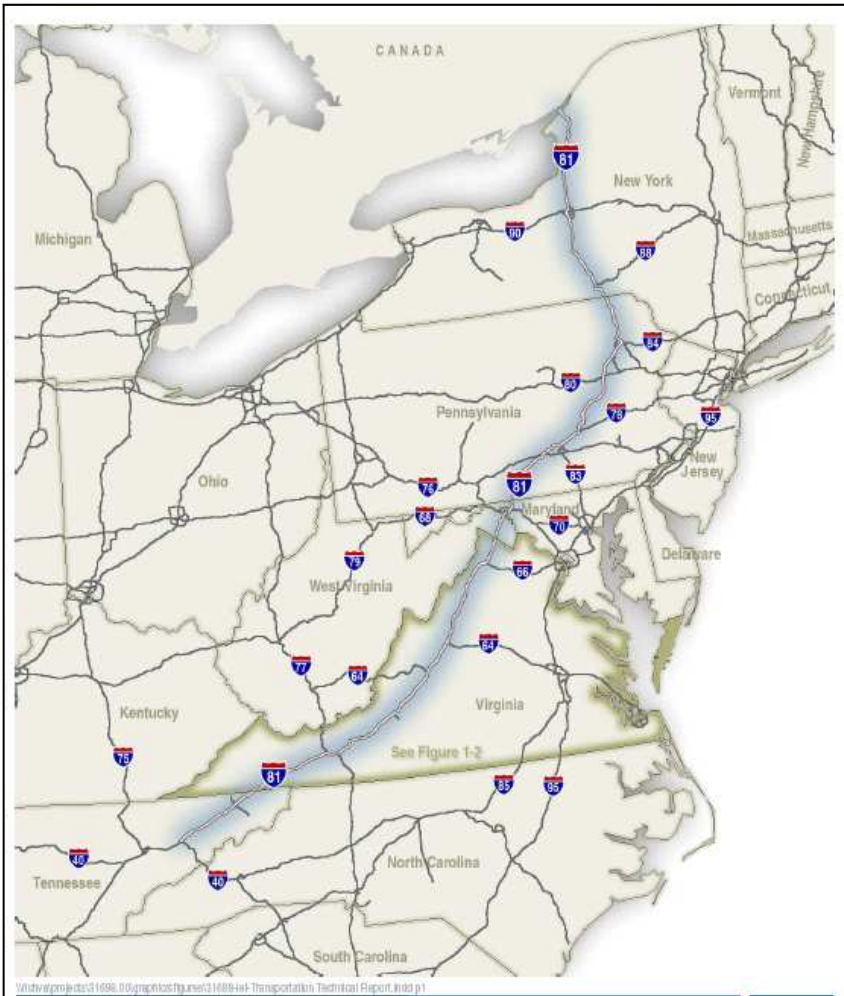 CANADA
Vermont
New Hampshire
81
New York
Michigan
90
88
Massachusetts
Connecticut
84
80
Pennsylvania
78
95
Ohio
76
81
83
New
Jersey
68
Maryland
70
79
66
Delaware
West Virginia
64
77
64
Kentucky
Virginia
See Figure 1-2
75
81
85
95
40
40
North Carolina
Tennessee
South Carolina